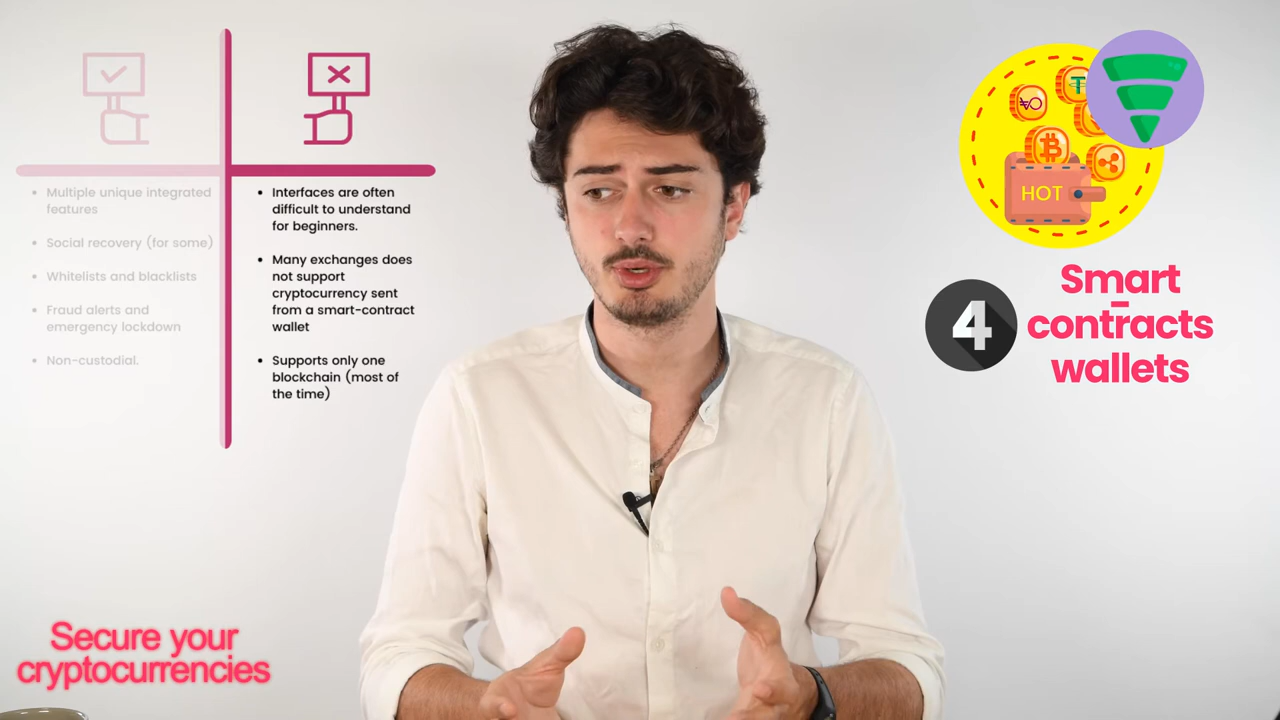 Multiple unique integrated
features
Social recovery (for some)
Whitelists and blacklists
Fraud alerts and
emergency lockdown
Non-custodial.
Interfaces are often
difficult to understand
for beginners.
Many exchanges does
not support
cryptocurrency sent
from a smart-contract
wallet
Supports only one
blockchain (most of
the time)
HOT
4
Smart
-
contracts
wallets
Secure your
cryptocurrencies